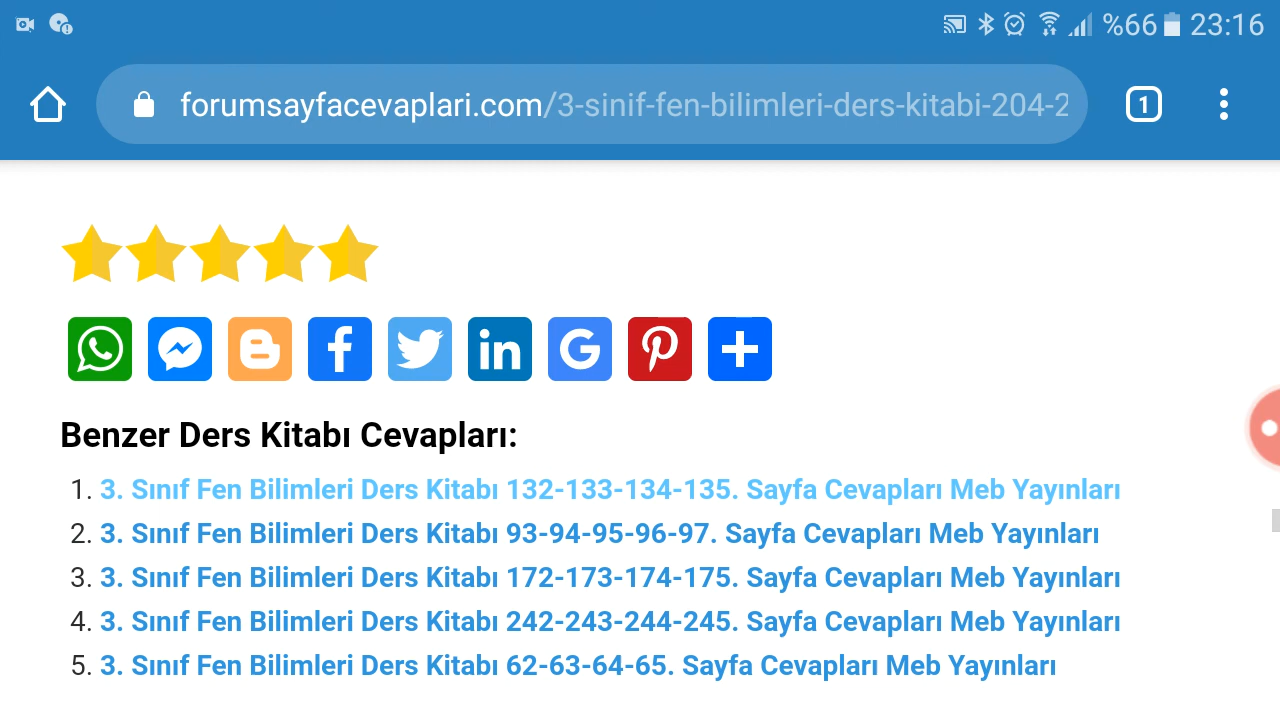 %66 23:16
forumsayfacevaplari.com/3-sinif-fen-bilimleri-ders-kitabi-204-2
1
Benzer Ders Kitabı Cevapları:
1. 3. Sınıf Fen Bilimleri Ders Kitabı 132-133-134-135. Sayfa Cevapları Meb Yayınları
2. 3. Sınıf Fen Bilimleri Ders Kitabı 93-94-95-96-97. Sayfa Cevapları Meb Yayınları
3. 3. Sınıf Fen Bilimleri Ders Kitabı 172-173-174-175. Sayfa Cevapları Meb Yayınları
4. 3. Sınıf Fen Bilimleri Ders Kitabı 242-243-244-245. Sayfa Cevapları Meb Yayınları
5. 3. Sınıf Fen Bilimleri Ders Kitabı 62-63-64-65. Sayfa Cevapları Meb Yayınları